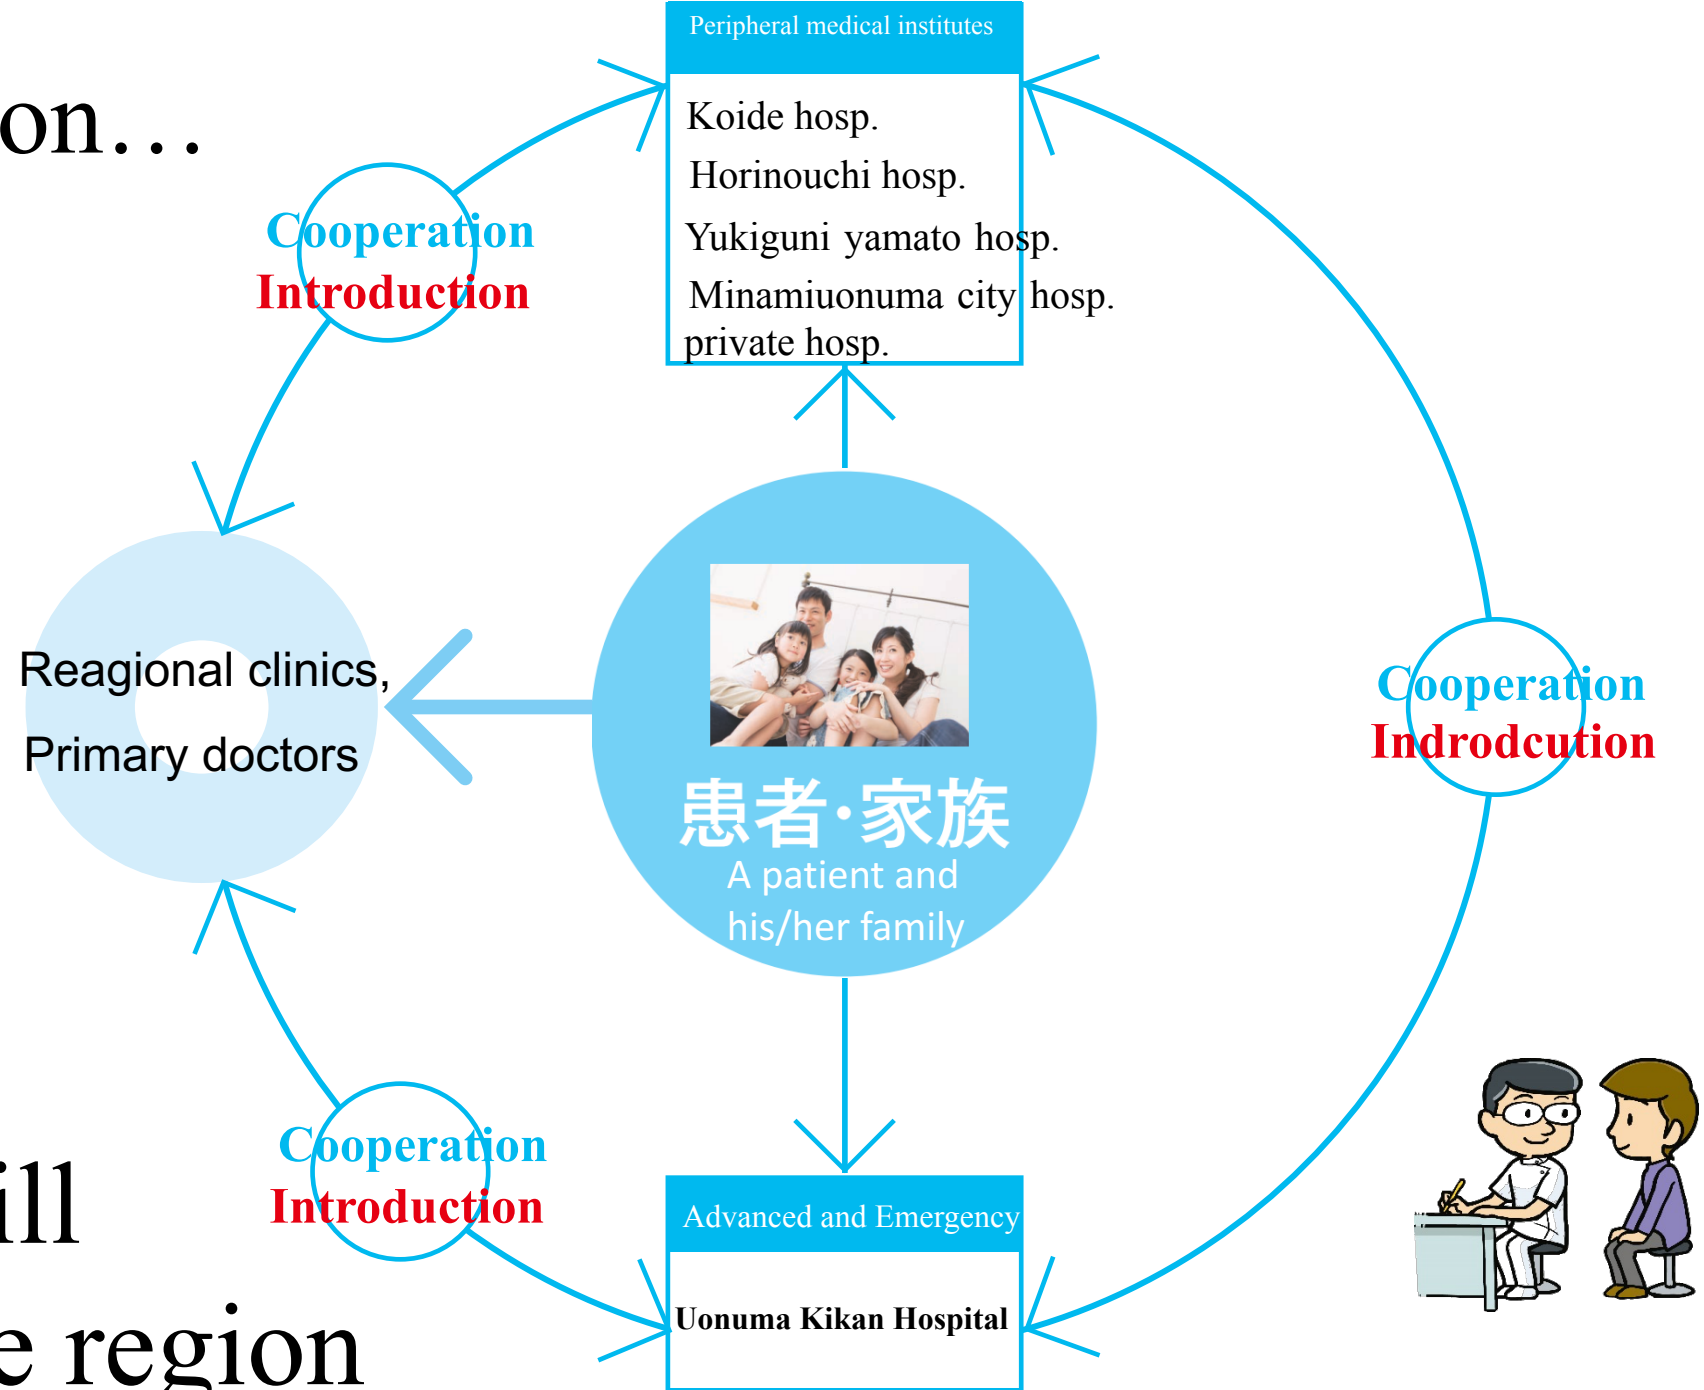 Peripheral medical institutes
on…
Koide hosp.
Horinouchi hosp.
Yukiguni yamato hosp.
Minamiuonuma city hosp.
private hosp.
Cooperation
Introduction
Reagional clinics,
Primary doctors
患者・家族
A patient and
his/her family
Cooperation
Indrodcution
Cooperation
Introduction
ill
Advanced and Emergency
Uonuma Kikan Hospital
e region